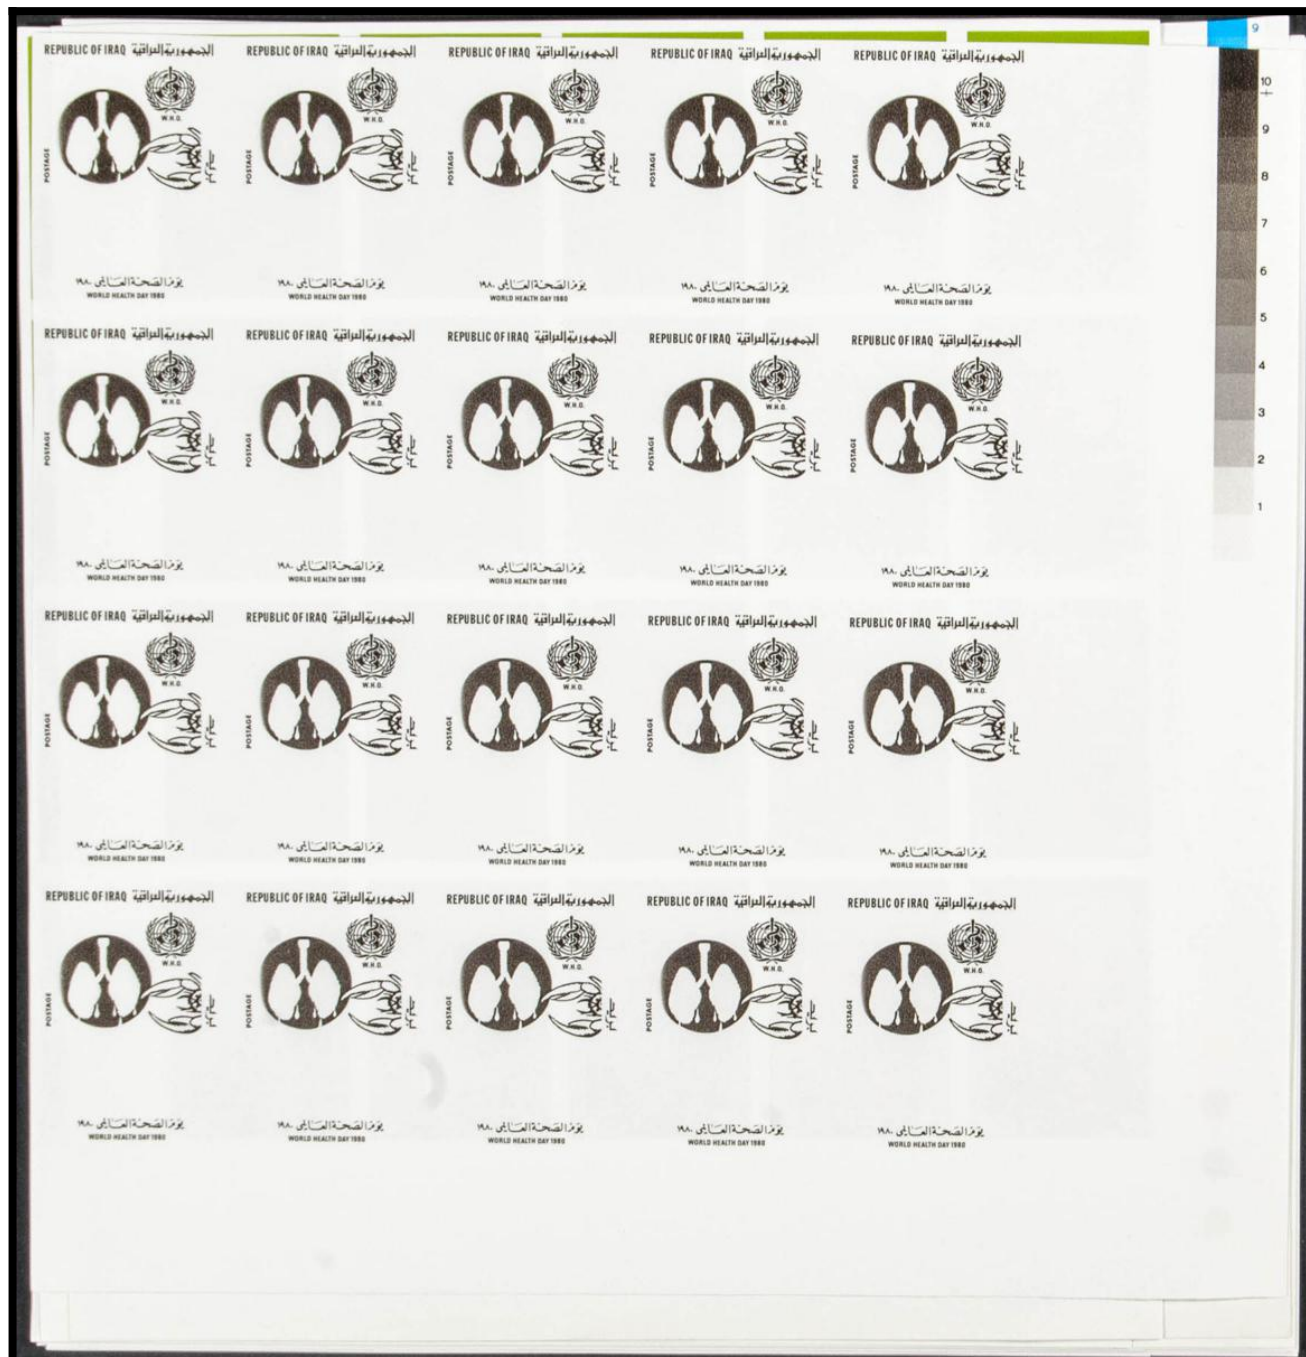 REPUBLIC OF IRAQ الجمهورية العراقية
W.H.O.
POSTAGE
يوم الصحة العالمي ١٩٨٠
WORLD HEALTH DAY 1980
REPUBLIC OF IRAQ الجمهورية العراقية
W.H.O.
POSTAGE
يوم الصحة العالمي ١٩٨٠
WORLD HEALTH DAY 1980
REPUBLIC OF IRAQ الجمهورية العراقية
W.H.O.
POSTAGE
يوم الصحة العالمي ١٩٨٠
WORLD HEALTH DAY 1980
REPUBLIC OF IRAQ الجمهورية العراقية
W.H.O.
POSTAGE
يوم الصحة العالمي ١٩٨٠
WORLD HEALTH DAY 1980
REPUBLIC OF IRAQ الجمهورية العراقية
W.H.O.
POSTAGE
يوم الصحة العالمي ١٩٨٠
WORLD HEALTH DAY 1980
REPUBLIC OF IRAQ الجمهورية العراقية
W.H.O.
POSTAGE
يوم الصحة العالمي ١٩٨٠
WORLD HEALTH DAY 1980
REPUBLIC OF IRAQ الجمهورية العراقية
W.H.O.
POSTAGE
يوم الصحة العالمي ١٩٨٠
WORLD HEALTH DAY 1980
REPUBLIC OF IRAQ الجمهورية العراقية
W.H.O.
POSTAGE
يوم الصحة العالمي ١٩٨٠
WORLD HEALTH DAY 1980
REPUBLIC OF IRAQ الجمهورية العراقية
W.H.O.
POSTAGE
يوم الصحة العالمي ١٩٨٠
WORLD HEALTH DAY 1980
REPUBLIC OF IRAQ الجمهورية العراقية
W.H.O.
POSTAGE
يوم الصحة العالمي ١٩٨٠
WORLD HEALTH DAY 1980
REPUBLIC OF IRAQ الجمهورية العراقية
W.H.O.
POSTAGE
يوم الصحة العالمي ١٩٨٠
WORLD HEALTH DAY 1980
REPUBLIC OF IRAQ الجمهورية العراقية
W.H.O.
POSTAGE
يوم الصحة العالمي ١٩٨٠
WORLD HEALTH DAY 1980
REPUBLIC OF IRAQ الجمهورية العراقية
W.H.O.
POSTAGE
يوم الصحة العالمي ١٩٨٠
WORLD HEALTH DAY 1980
REPUBLIC OF IRAQ الجمهورية العراقية
W.H.O.
POSTAGE
يوم الصحة العالمي ١٩٨٠
WORLD HEALTH DAY 1980
REPUBLIC OF IRAQ الجمهورية العراقية
W.H.O.
POSTAGE
يوم الصحة العالمي ١٩٨٠
WORLD HEALTH DAY 1980
REPUBLIC OF IRAQ الجمهورية العراقية
W.H.O.
POSTAGE
يوم الصحة العالمي ١٩٨٠
WORLD HEALTH DAY 1980
REPUBLIC OF IRAQ الجمهورية العراقية
W.H.O.
POSTAGE
يوم الصحة العالمي ١٩٨٠
WORLD HEALTH DAY 1980
REPUBLIC OF IRAQ الجمهورية العراقية
W.H.O.
POSTAGE
يوم الصحة العالمي ١٩٨٠
WORLD HEALTH DAY 1980
REPUBLIC OF IRAQ الجمهورية العراقية
W.H.O.
POSTAGE
يوم الصحة العالمي ١٩٨٠
WORLD HEALTH DAY 1980
REPUBLIC OF IRAQ الجمهورية العراقية
W.H.O.
POSTAGE
يوم الصحة العالمي ١٩٨٠
WORLD HEALTH DAY 1980
9
10
9
8
7
6
5
4
3
2
1